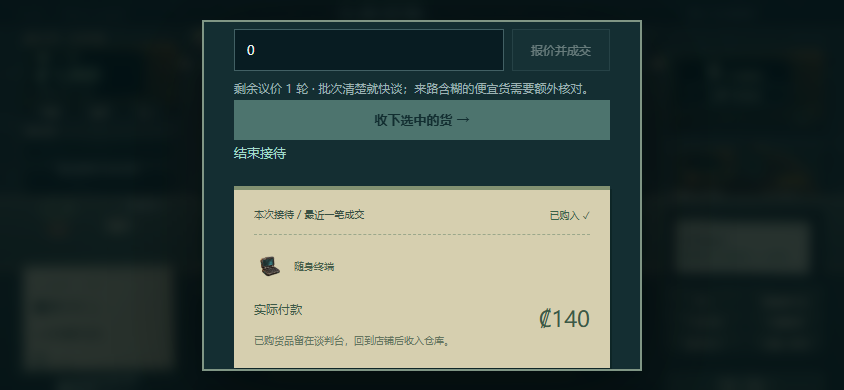 0
报价并成交
剩余议价 1 轮 · 批次清楚就快谈；来路含糊的便宜货需要额外核对。
收下选中的货 →
结束接待
本次接待 / 最近一笔成交
已购入 ✓
随身终端
实际付款
₡140
已购货品留在谈判台，回到店铺后收入仓库。